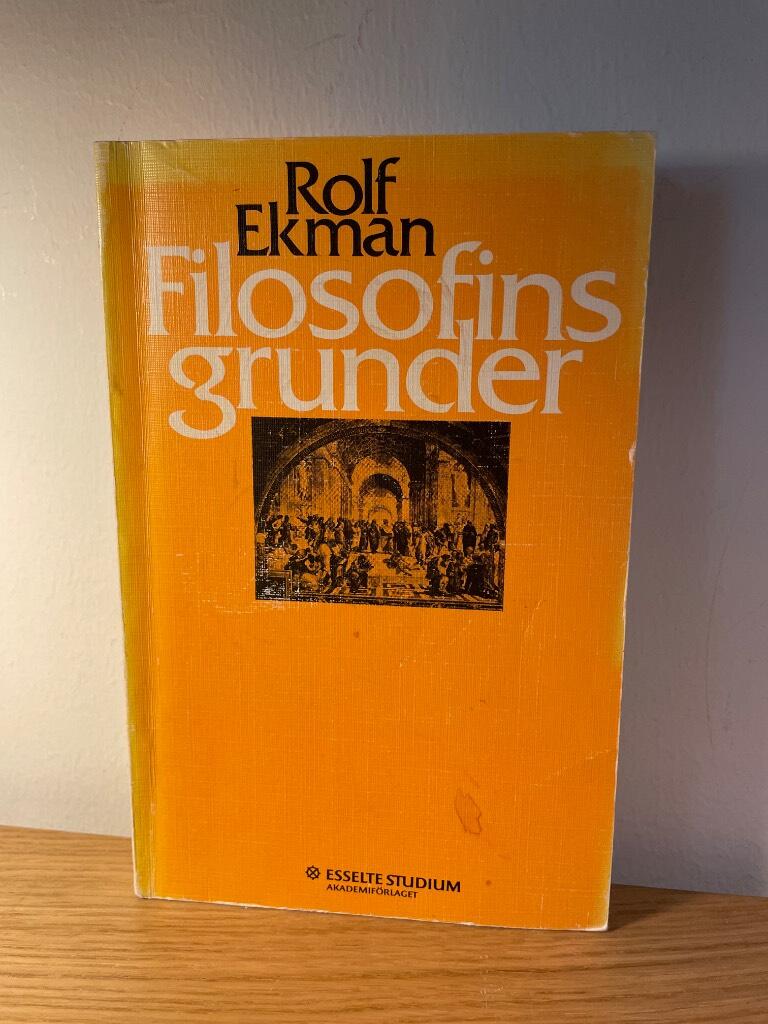 Rolf
Ekman
Filosofins
grunder
ESSELTE STUDIUM
AKADEMIFÖRLAGET